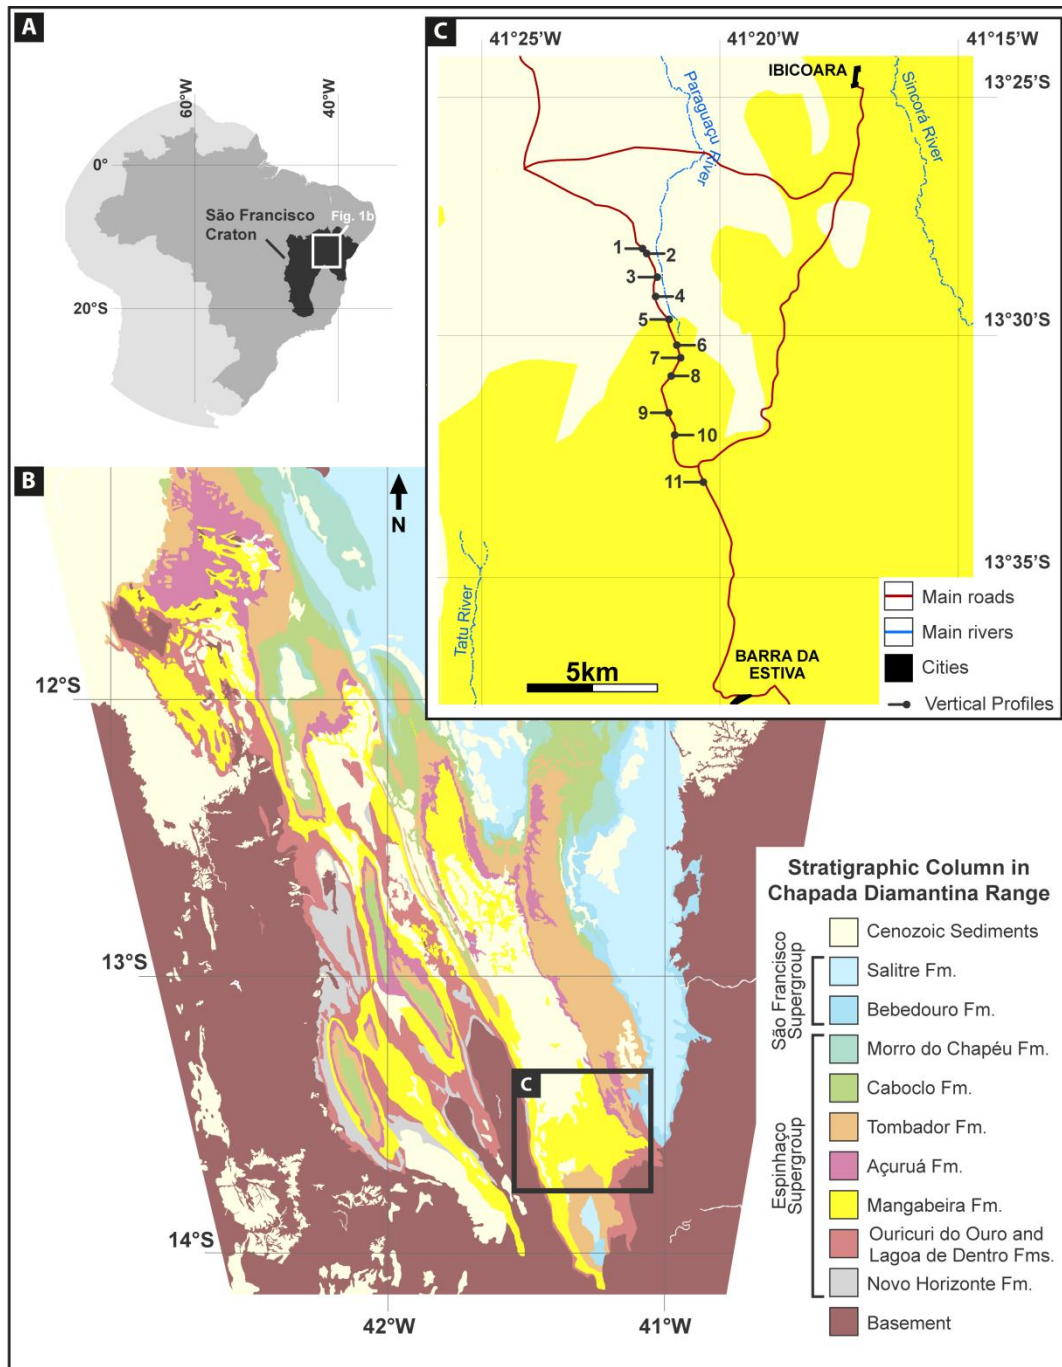 A
60°W
40°W
0°
São Francisco
Craton
Fig. 1b
20°S
C
41°25'W
41°20'W
41°15'W
IBICOARA
13°25'S
Paraguaçu River
Sincorá River
1
2
3
4
5
13°30'S
6
7
8
9
10
11
13°35'S
Tatu River
5km
BARRA DA
ESTIVA
Main roads
Main rivers
Cities
Vertical Profiles
B
N
12°S
13°S
C
14°S
42°W
41°W
Stratigraphic Column in
Chapada Diamantina Range
Cenozoic Sediments
São Francisco
Supergroup
Salitre Fm.
Bebedouro Fm.
Espinhaço
Supergroup
Morro do Chapéu Fm.
Caboclo Fm.
Tombador Fm.
Açuruá Fm.
Mangabeira Fm.
Ouricuri do Ouro and
Lagoa de Dentro Fms.
Novo Horizonte Fm.
Basement